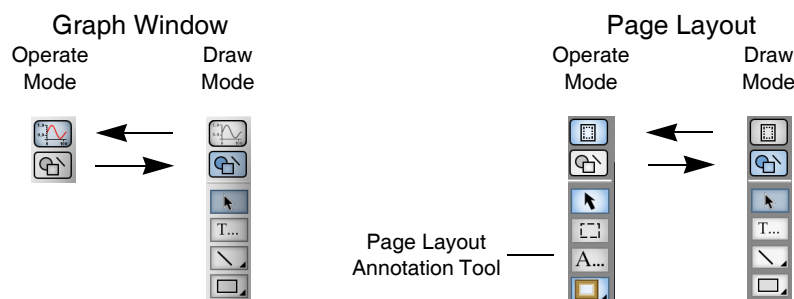 Graph Window
Page Layout
Operate
Mode
Draw
Mode
Operate
Mode
Draw
Mode
T...
T...
A...
Page Layout
Annotation Tool